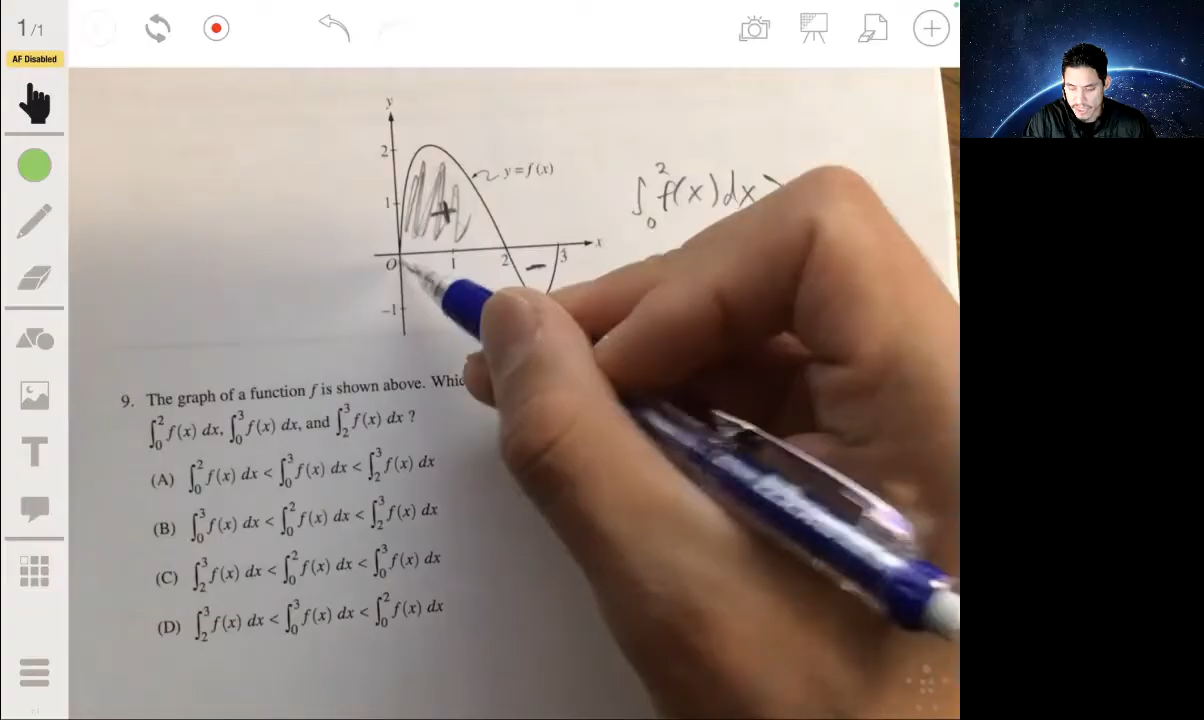 1/1
AF Disabled
y
2
y = f(x)
∫₀² f(x)dx >
1
+
x
O
1
2
–
3
–1
9. The graph of a function f is shown above.
∫₀² f(x) dx, ∫₀³ f(x) dx, and ∫₂³ f(x) dx ?
(A) ∫₀² f(x) dx < ∫₀³ f(x) dx < ∫₂³ f(x) dx
(B) ∫₀³ f(x) dx < ∫₀² f(x) dx < ∫₂³ f(x) dx
(C) ∫₂³ f(x) dx < ∫₀² f(x) dx < ∫₀³ f(x) dx
(D) ∫₂³ f(x) dx < ∫₀³ f(x) dx < ∫₀² f(x) dx
T